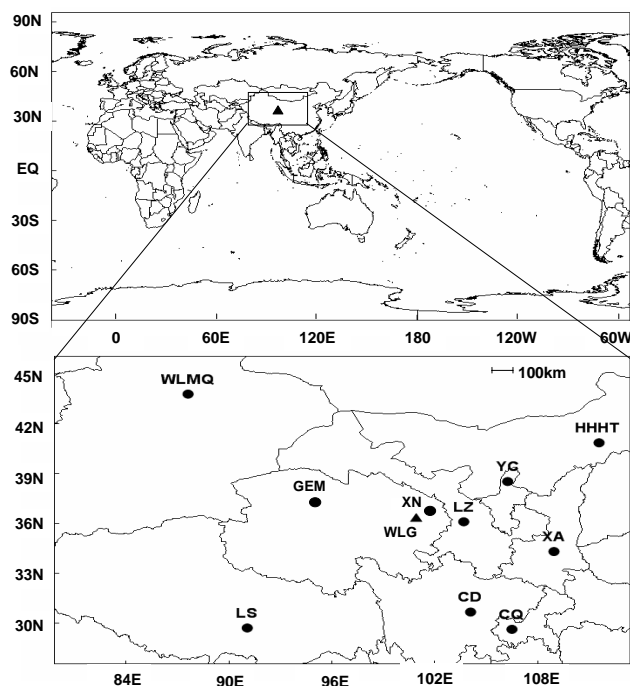 90N
60N
30N
EQ
30S
60S
90S
0 60E 120E 180 120W 60W
45N
100km
WLMQ
42N
HHHT
39N
YC
GEM
XN
LZ
36N
WLG
XA
33N
CD
LS
CQ
30N
84E 90E 96E 102E 108E